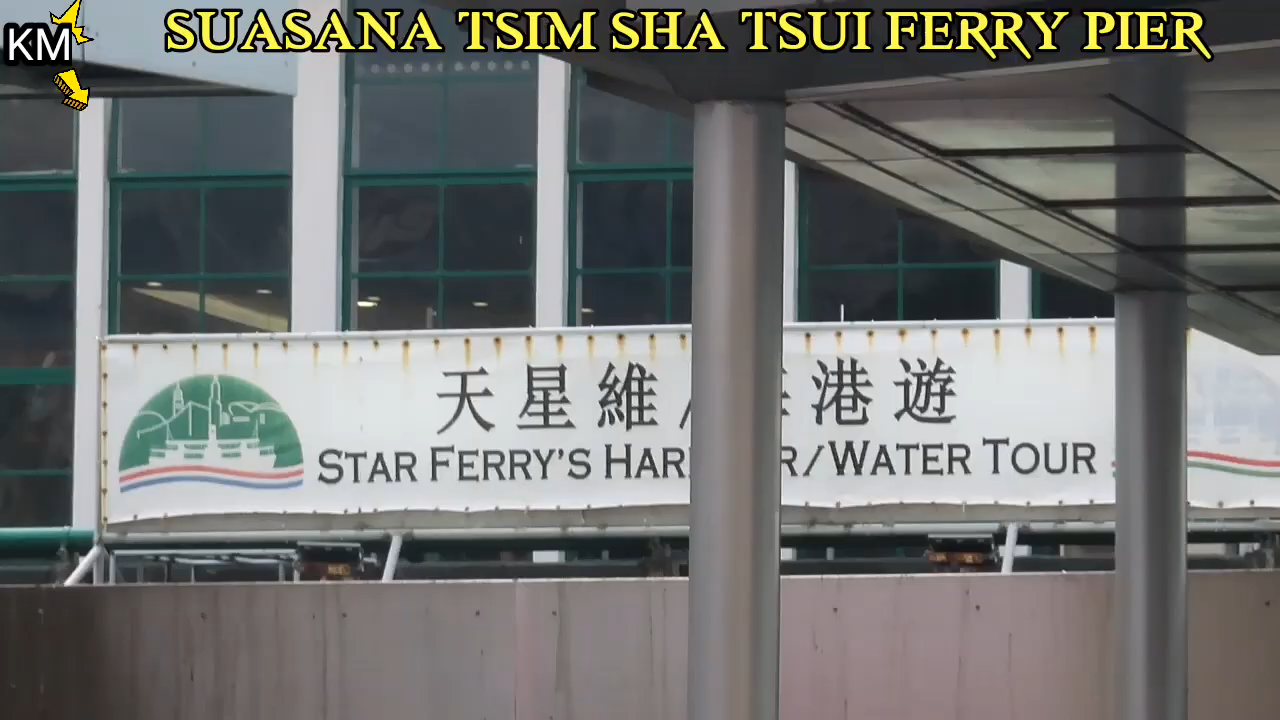 KM
SUASANA TSIM SHA TSUI FERRY PIER
天星維 港遊
STAR FERRY'S HAR R/WATER TOUR